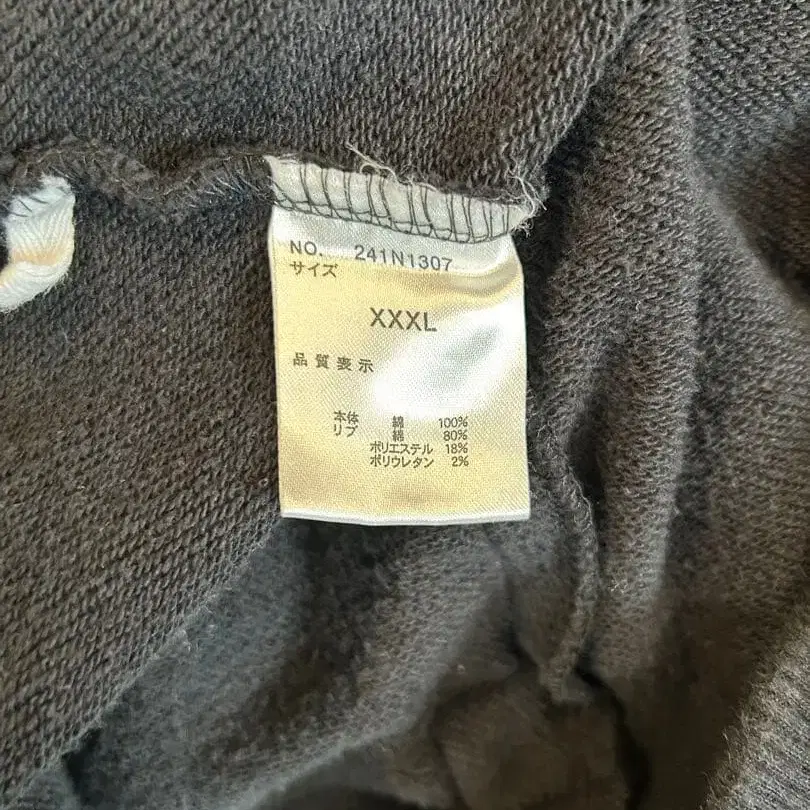 NO. 241N1307
サイズ
XXXL
品質表示
本体 綿 100%
リブ 綿 80%
ポリエステル 18%
ポリウレタン 2%